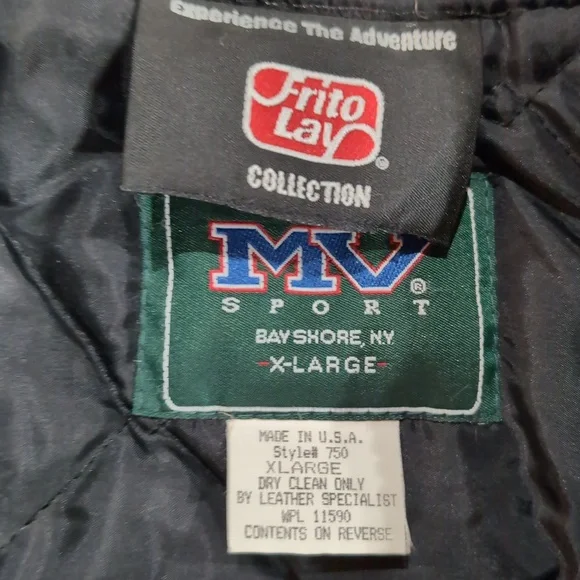 Experience The Adventure
Frito
Lay
®
COLLECTION
MV
®
SPORT
BAY SHORE, N.Y.
-X-LARGE-
MADE IN U.S.A.
Style# 750
XLARGE
DRY CLEAN ONLY
BY LEATHER SPECIALIST
WPL 11590
CONTENTS ON REVERSE